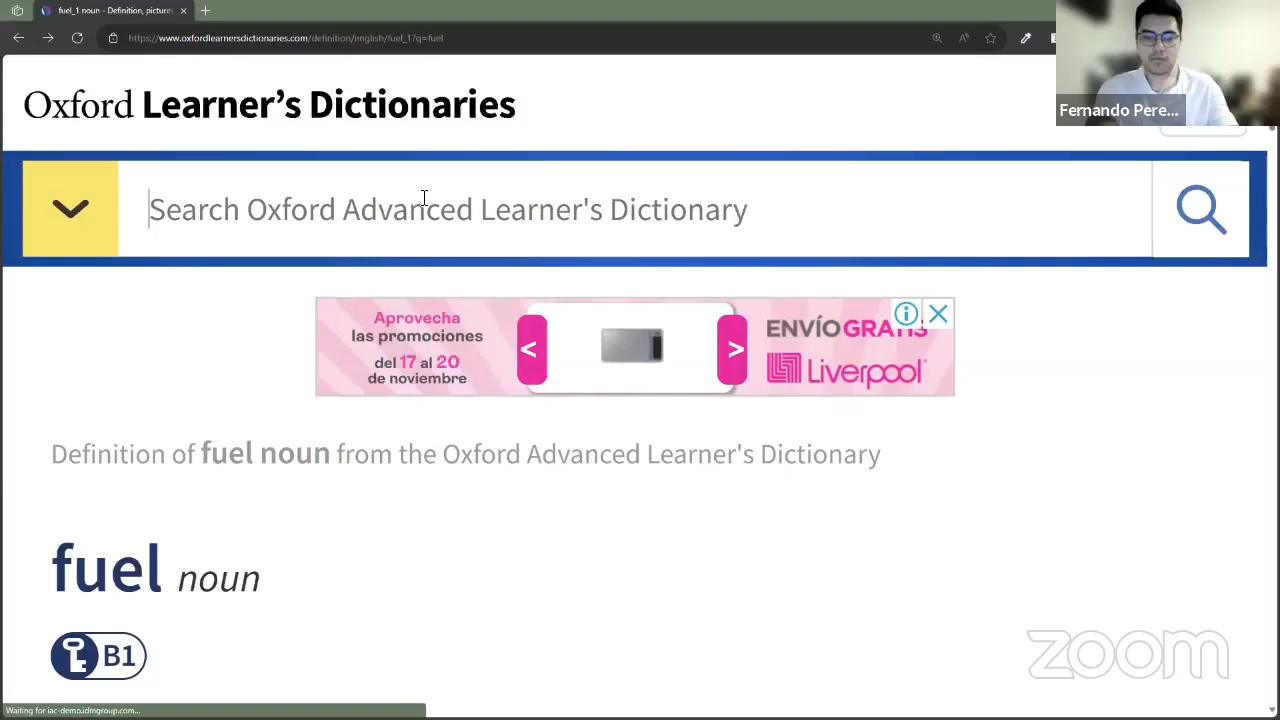 fuel_1 noun - Definition, picture
https://www.oxfordlearnersdictionaries.com/definition/english/fuel_1?q=fuel
Fernando Pere...
Oxford Learner's Dictionaries
Search Oxford Advanced Learner's Dictionary
Aprovecha
las promociones
del 17 al 20
de noviembre
<
>
ENVÍO GRATIS
Liverpool
Definition of fuel noun from the Oxford Advanced Learner's Dictionary
fuel noun
B1
zoom
Waiting for iac-demo.idmgroup.com...